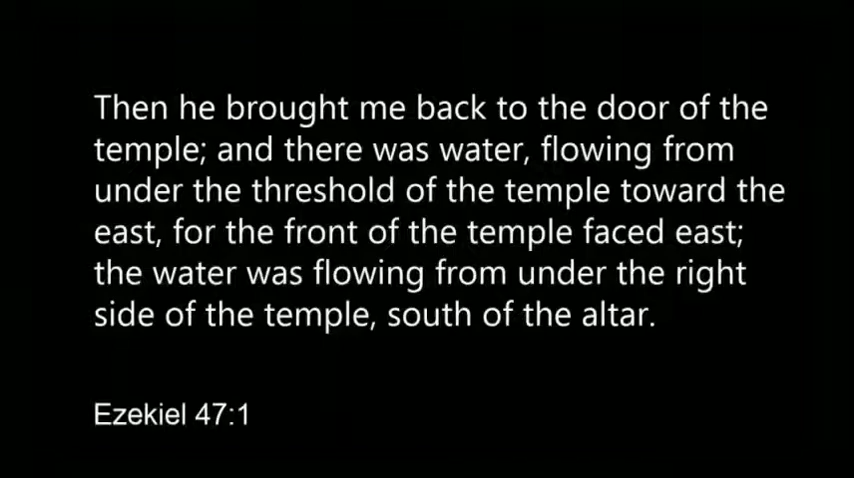 Then he brought me back to the door of the
temple; and there was water, flowing from
under the threshold of the temple toward the
east, for the front of the temple faced east;
the water was flowing from under the right
side of the temple, south of the altar.
Ezekiel 47:1